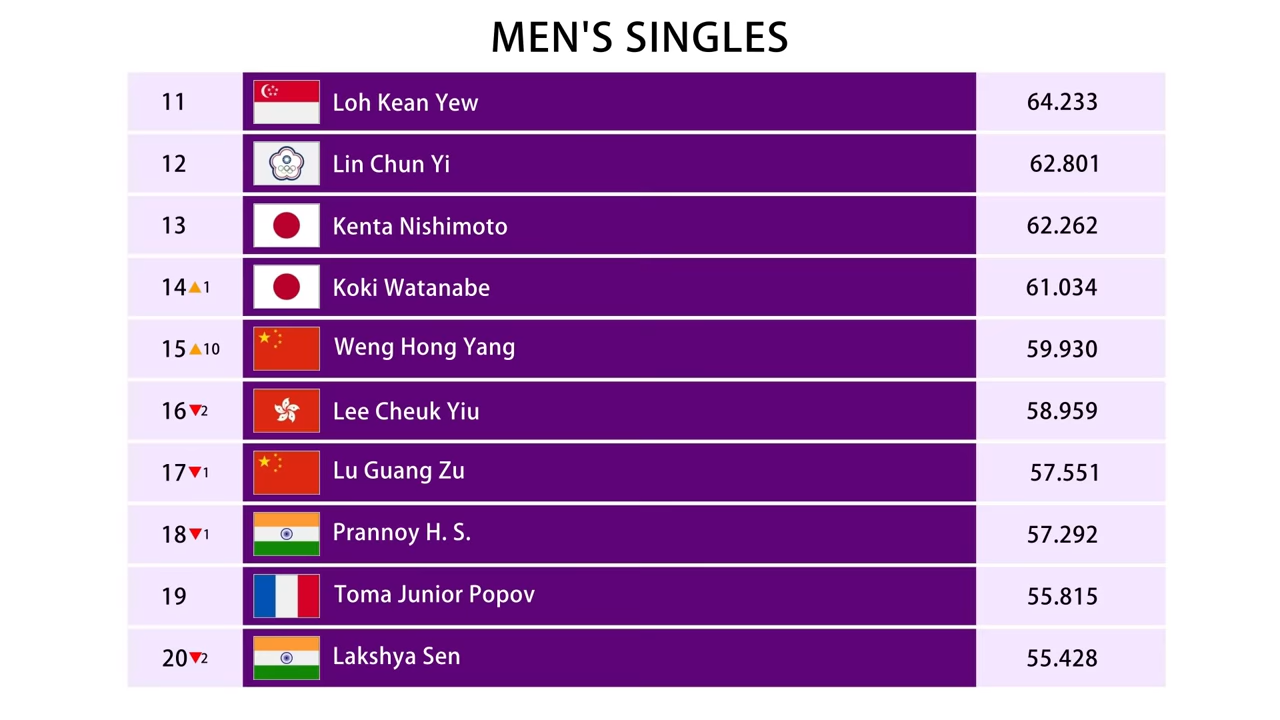 MEN'S SINGLES
11 Loh Kean Yew 64.233
12 Lin Chun Yi 62.801
13 Kenta Nishimoto 62.262
14 ▲1 Koki Watanabe 61.034
15 ▲10 Weng Hong Yang 59.930
16 ▼2 Lee Cheuk Yiu 58.959
17 ▼1 Lu Guang Zu 57.551
18 ▼1 Prannoy H. S. 57.292
19 Toma Junior Popov 55.815
20 ▼2 Lakshya Sen 55.428